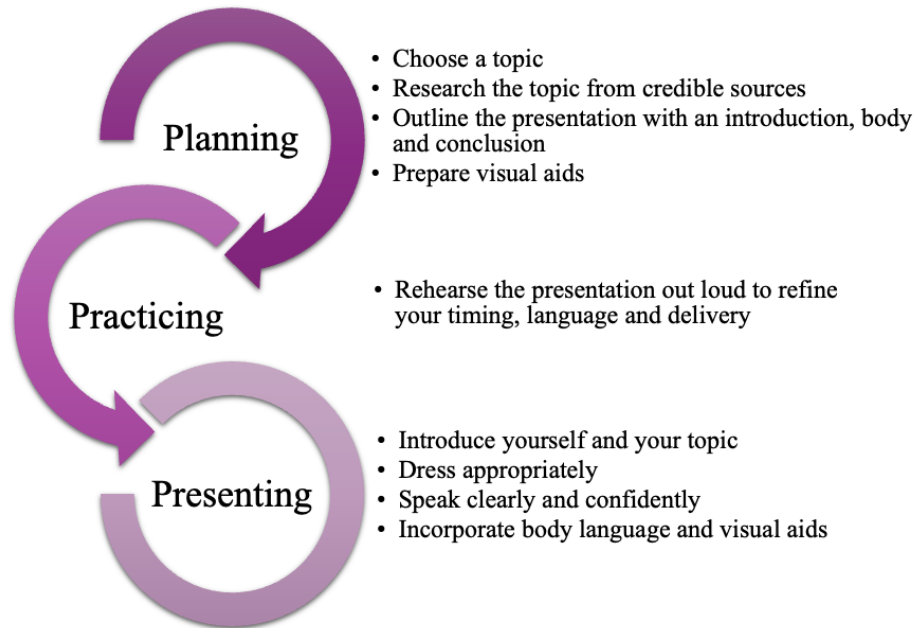 Planning
• Choose a topic
• Research the topic from credible sources
• Outline the presentation with an introduction, body
and conclusion
• Prepare visual aids
Practicing
• Rehearse the presentation out loud to refine
your timing, language and delivery
Presenting
• Introduce yourself and your topic
• Dress appropriately
• Speak clearly and confidently
• Incorporate body language and visual aids